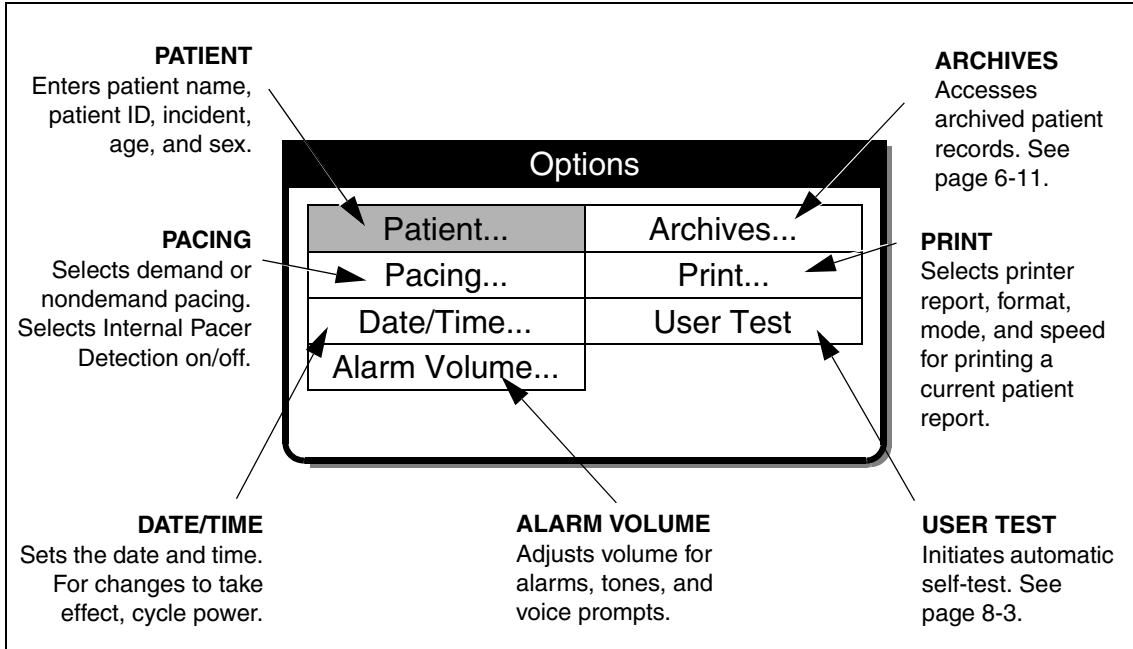 PATIENT
Enters patient name,
patient ID, incident,
age, and sex.
ARCHIVES
Accesses
archived patient
records. See
page 6-11.
Options
Patient...
Archives...
Pacing...
Print...
Date/Time...
User Test
Alarm Volume...
PACING
Selects demand or
nondemand pacing.
Selects Internal Pacer
Detection on/off.
PRINT
Selects printer
report, format,
mode, and speed
for printing a
current patient
report.
DATE/TIME
Sets the date and time.
For changes to take
effect, cycle power.
ALARM VOLUME
Adjusts volume for
alarms, tones, and
voice prompts.
USER TEST
Initiates automatic
self-test. See
page 8-3.